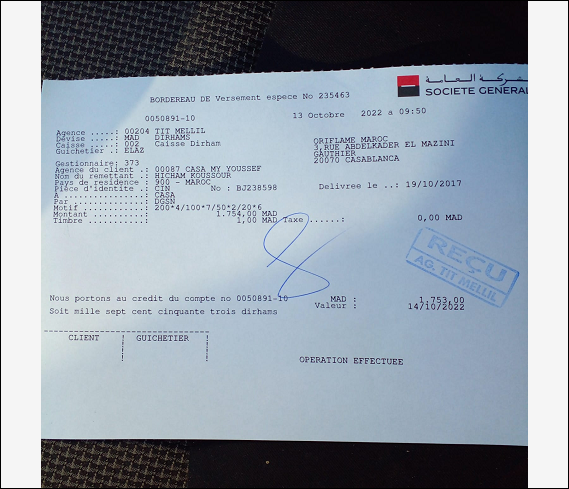 الشركة العامة
SOCIETE GENERAL
BORDEREAU DE Versement espece No 235463
0050891-10
13 Octobre 2022 a 09:50
Agence .....: 00204 TIT MELLIL
Dévise .....: MAD DIRHAMS
Caisse .....: 002 Caisse Dirham
Guichetier .: ELAZ
ORIFLAME MAROC
3,RUE ABDELKADER EL MAZINI
GAUTHIER
20070 CASABLANCA
Gestionnaire: 373
Agence du client .: 00087 CASA MY YOUSSEF
Nom du remettant .: HICHAM KOUSSOUR
Pays de residence : 900 - MAROC
Pièce d'identite .: CIN No : BJ238598 Delivree le ..: 19/10/2017
A ................: CASA
Par ..............: DGSN
Motif ............: 200*4/100*7/50*2/20*6
Montant ..........: 1.754,00 MAD
Timbre ...........: 1,00 MAD Taxe ......: 0,00 MAD
REÇU
AG. TIT MELLIL
Nous portons au credit du compte no 0050891-10 MAD : 1.753,00
Valeur : 14/10/2022
Soit mille sept cent cinquante trois dirhams
CLIENT GUICHETIER
OPERATION EFFECTUEE